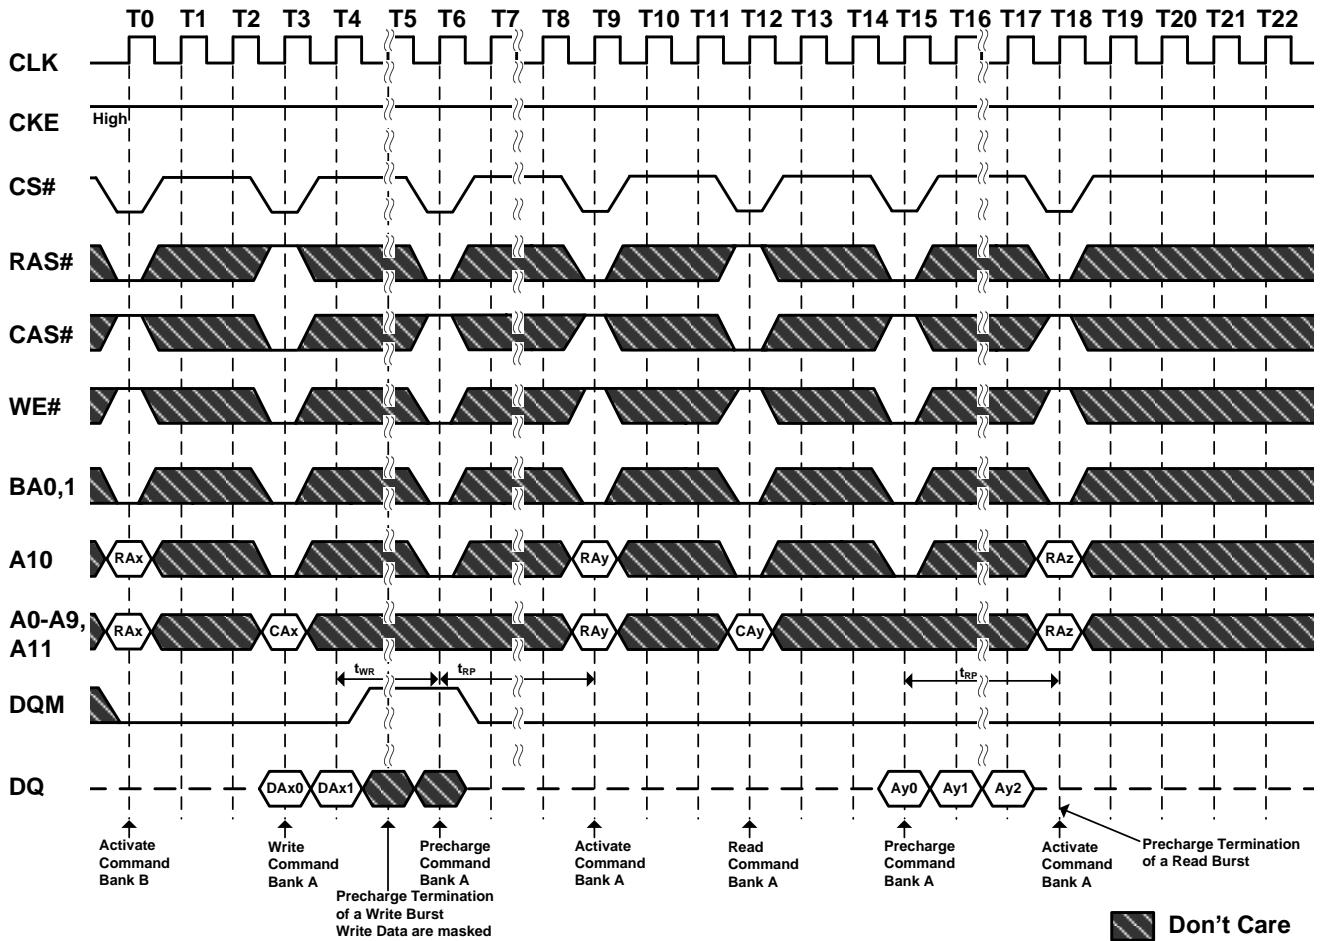 T0 T1 T2 T3 T4 T5 T6 T7 T8 T9 T10 T11 T12 T13 T14 T15 T16 T17 T18 T19 T20 T21 T22
CLK
CKE
High
CS#
RAS#
CAS#
WE#
BA0,1
A10
RAx RAy RAz
A0-A9,
A11
RAx CAx RAy CAy RAz
tWR tRP tRP
DQM
DQ
DAx0 DAx1 Ay0 Ay1 Ay2
Activate
Command
Bank B
Write
Command
Bank A
Precharge Termination
of a Write Burst
Write Data are masked
Precharge
Command
Bank A
Activate
Command
Bank A
Read
Command
Bank A
Precharge
Command
Bank A
Activate
Command
Bank A
Precharge Termination
of a Read Burst
Don't Care